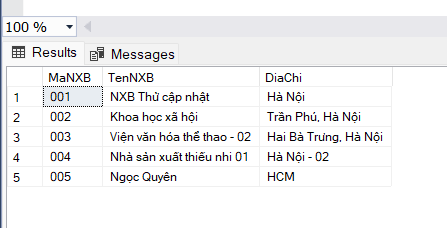 100 %
Results Messages
MaNXB TenNXB DiaChi
1 001 NXB Thử cập nhật Hà Nội
2 002 Khoa học xã hội Trần Phú, Hà Nội
3 003 Viện văn hóa thể thao - 02 Hai Bà Trưng, Hà Nội
4 004 Nhà sản xuất thiếu nhi 01 Hà Nội - 02
5 005 Ngọc Quyên HCM